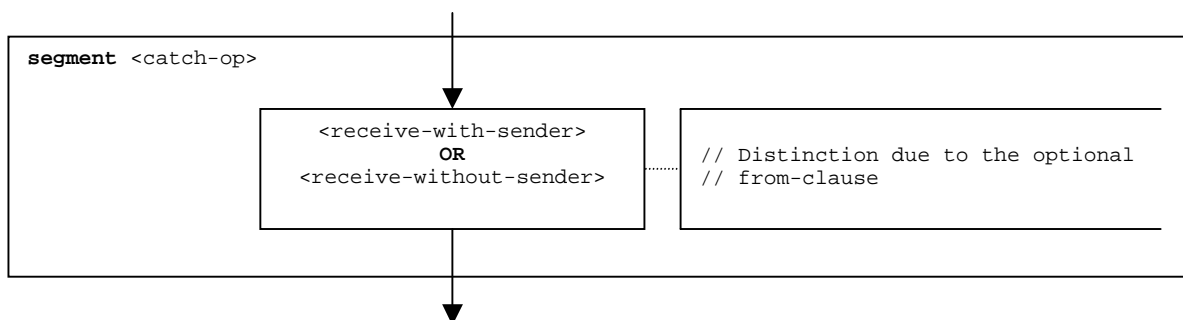 segment <catch-op>
<receive-with-sender>
OR
<receive-without-sender>
// Distinction due to the optional
// from-clause